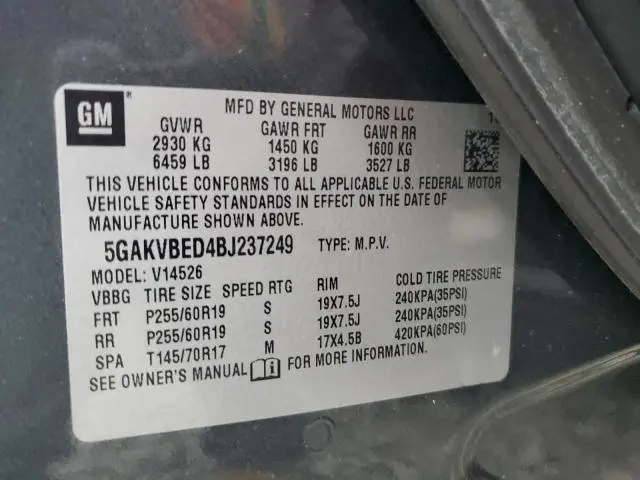 GM ®
MFD BY GENERAL MOTORS LLC
GVWR GAWR FRT GAWR RR
2930 KG 1450 KG 1600 KG
6459 LB 3196 LB 3527 LB
THIS VEHICLE CONFORMS TO ALL APPLICABLE U.S. FEDERAL MOTOR
VEHICLE SAFETY STANDARDS IN EFFECT ON THE DATE OF
MANUFACTURE SHOWN ABOVE.
5GAKVBED4BJ237249 TYPE: M.P.V.
MODEL: V14526
VBBG TIRE SIZE SPEED RTG RIM COLD TIRE PRESSURE
FRT P255/60R19 S 19X7.5J 240KPA(35PSI)
RR P255/60R19 S 19X7.5J 240KPA(35PSI)
SPA T145/70R17 M 17X4.5B 420KPA(60PSI)
SEE OWNER'S MANUAL FOR MORE INFORMATION.